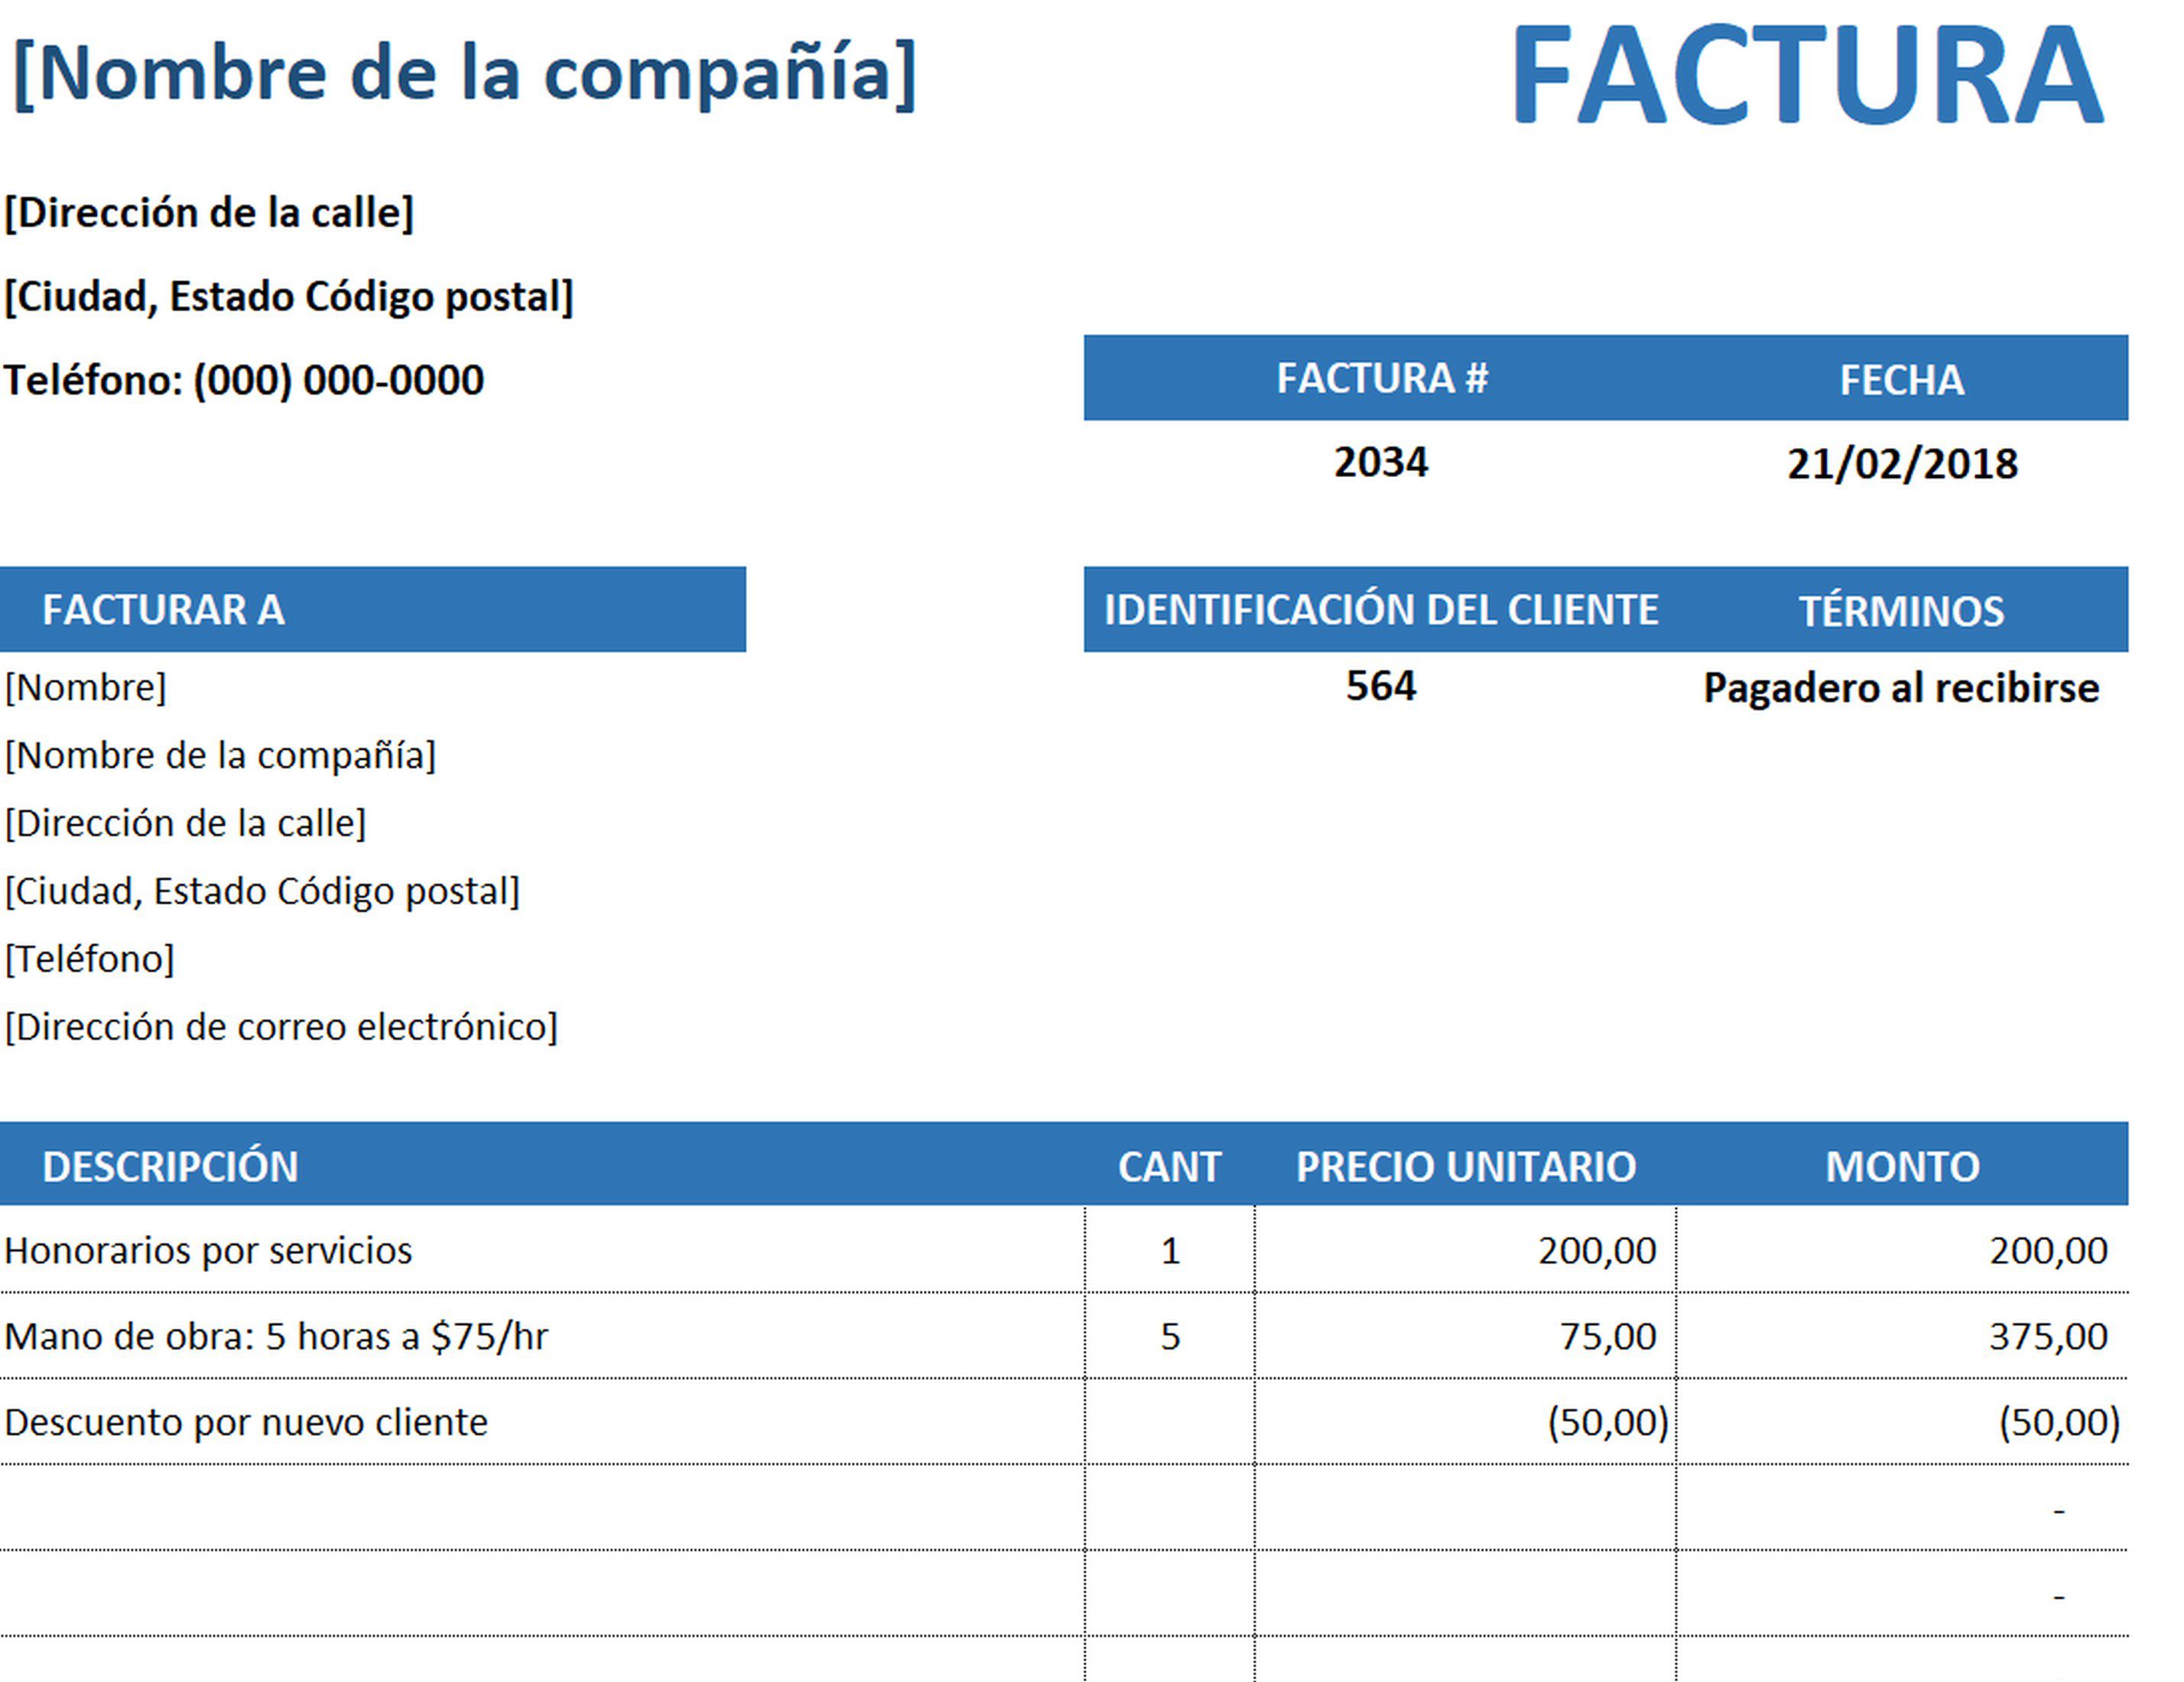 [Nombre de la compañía] FACTURA
[Dirección de la calle]
[Ciudad, Estado Código postal]
Teléfono: (000) 000-0000
FACTURA # FECHA
2034 21/02/2018
FACTURAR A
IDENTIFICACIÓN DEL CLIENTE TÉRMINOS
564 Pagadero al recibirse
[Nombre]
[Nombre de la compañía]
[Dirección de la calle]
[Ciudad, Estado Código postal]
[Teléfono]
[Dirección de correo electrónico]
DESCRIPCIÓN CANT PRECIO UNITARIO MONTO
Honorarios por servicios 1 200,00 200,00
Mano de obra: 5 horas a $75/hr 5 75,00 375,00
Descuento por nuevo cliente (50,00) (50,00)
-
-